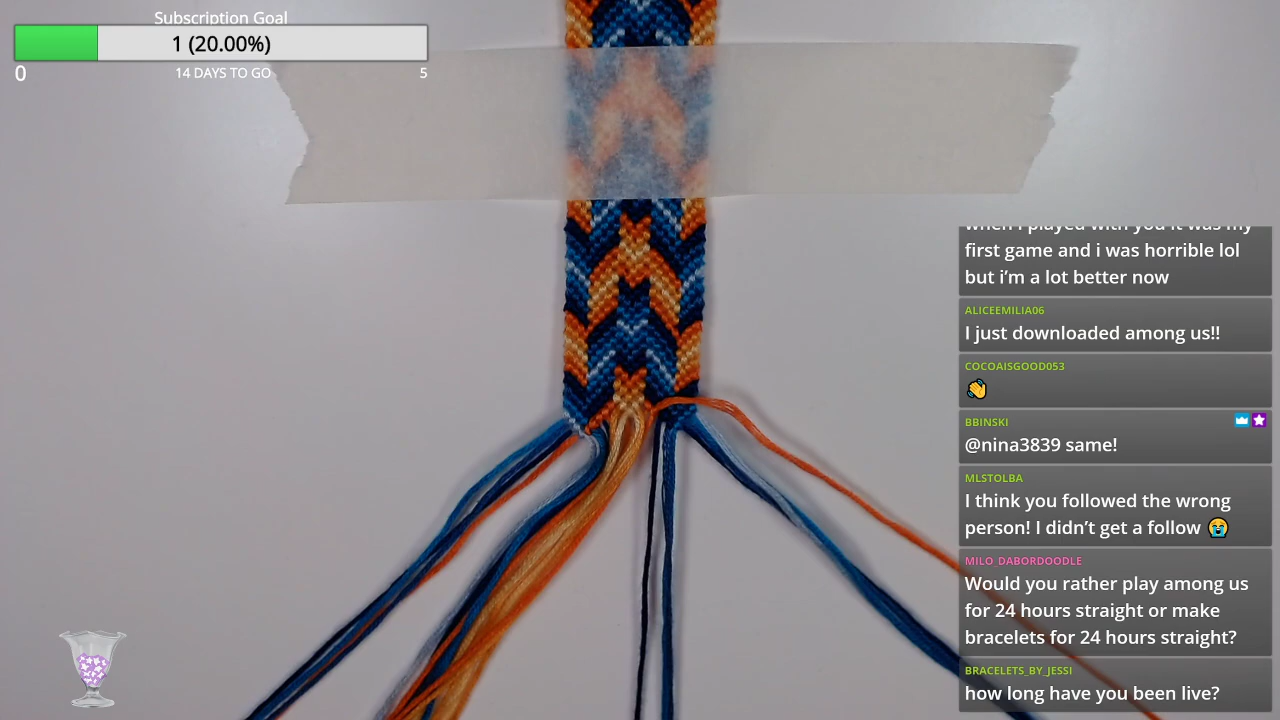 Subscription Goal
1 (20.00%)
0
14 DAYS TO GO
5
when i played with you it was my
first game and i was horrible lol
but i'm a lot better now
ALICEEMILIA06
I just downloaded among us!!
COCOAISGOOD053
BBINSKI
@nina3839 same!
MLSTOLBA
I think you followed the wrong
person! I didn't get a follow 😭
MILO_DABORDOODLE
Would you rather play among us
for 24 hours straight or make
bracelets for 24 hours straight?
BRACELETS_BY_JESSI
how long have you been live?